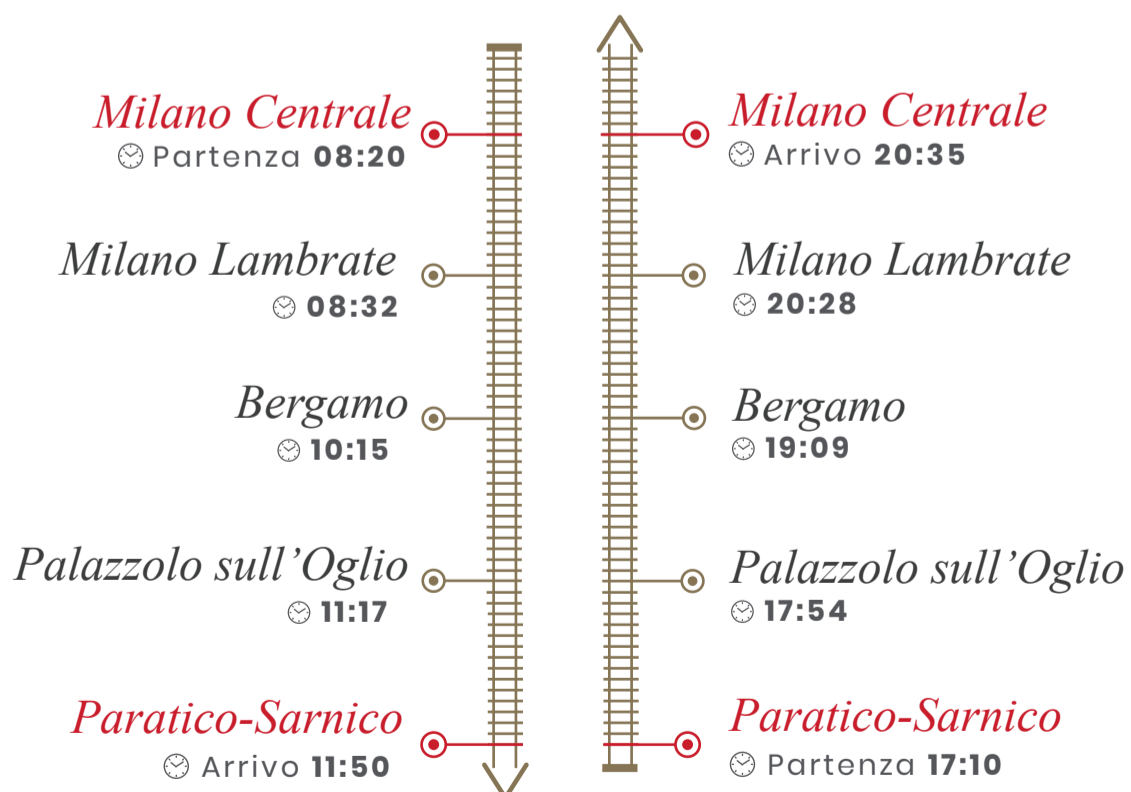 Milano Centrale
Partenza 08:20
Milano Lambrate
08:32
Bergamo
10:15
Palazzolo sull’Oglio
11:17
Paratico-Sarnico
Arrivo 11:50
Milano Centrale
Arrivo 20:35
Milano Lambrate
20:28
Bergamo
19:09
Palazzolo sull’Oglio
17:54
Paratico-Sarnico
Partenza 17:10